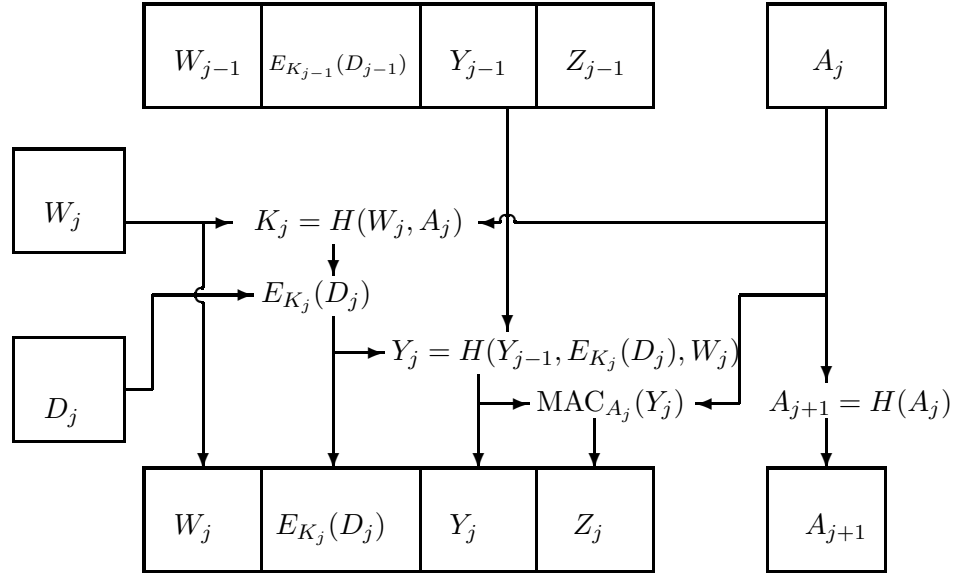 W_{j-1} E_{K_{j-1}}(D_{j-1}) Y_{j-1} Z_{j-1} A_j
W_j
K_j = H(W_j, A_j)
E_{K_j}(D_j)
Y_j = H(Y_{j-1}, E_{K_j}(D_j), W_j)
D_j
MAC_{A_j}(Y_j)
A_{j+1} = H(A_j)
W_j E_{K_j}(D_j) Y_j Z_j A_{j+1}